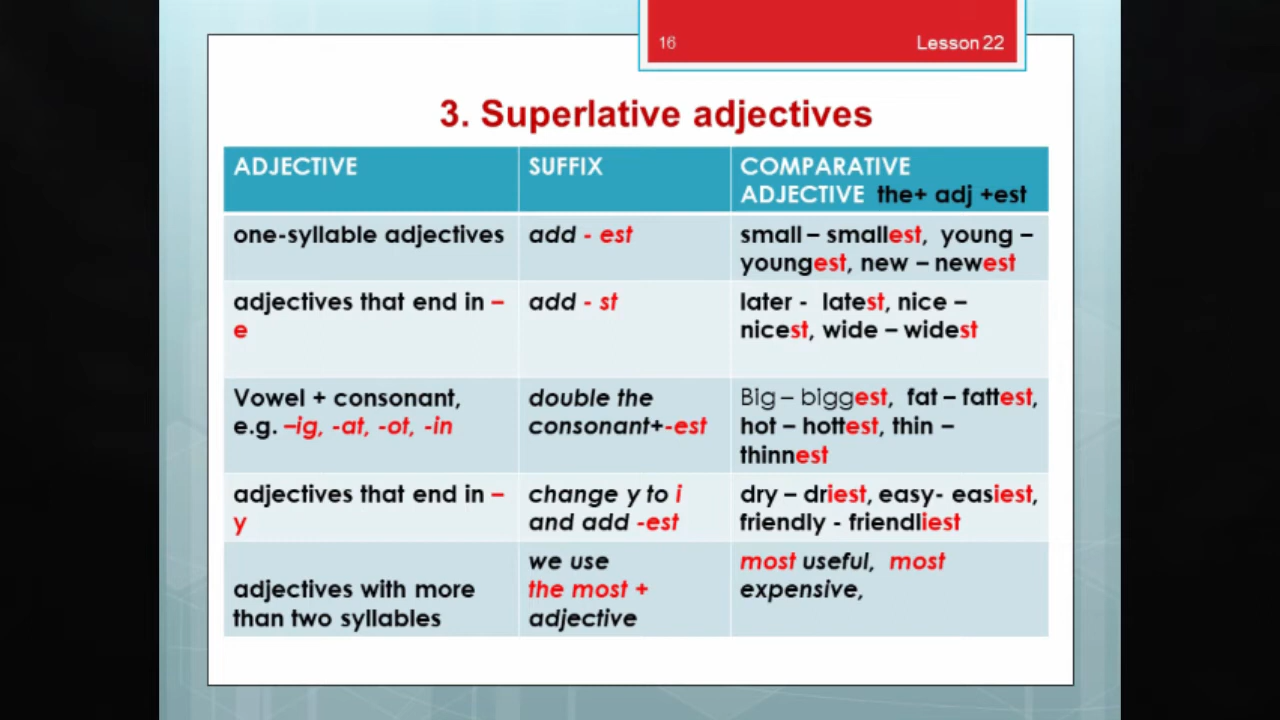 16
Lesson 22
3. Superlative adjectives
ADJECTIVE
SUFFIX
COMPARATIVE
ADJECTIVE the+ adj +est
one-syllable adjectives
add - est
small – smallest, young –
youngest, new – newest
adjectives that end in –
e
add - st
later - latest, nice –
nicest, wide – widest
Vowel + consonant,
e.g. –ig, -at, -ot, -in
double the
consonant+-est
Big – biggest, fat – fattest,
hot – hottest, thin –
thinnest
adjectives that end in –
y
change y to i
and add -est
dry – driest, easy- easiest,
friendly - friendliest
adjectives with more
than two syllables
we use
the most +
adjective
most useful, most
expensive,